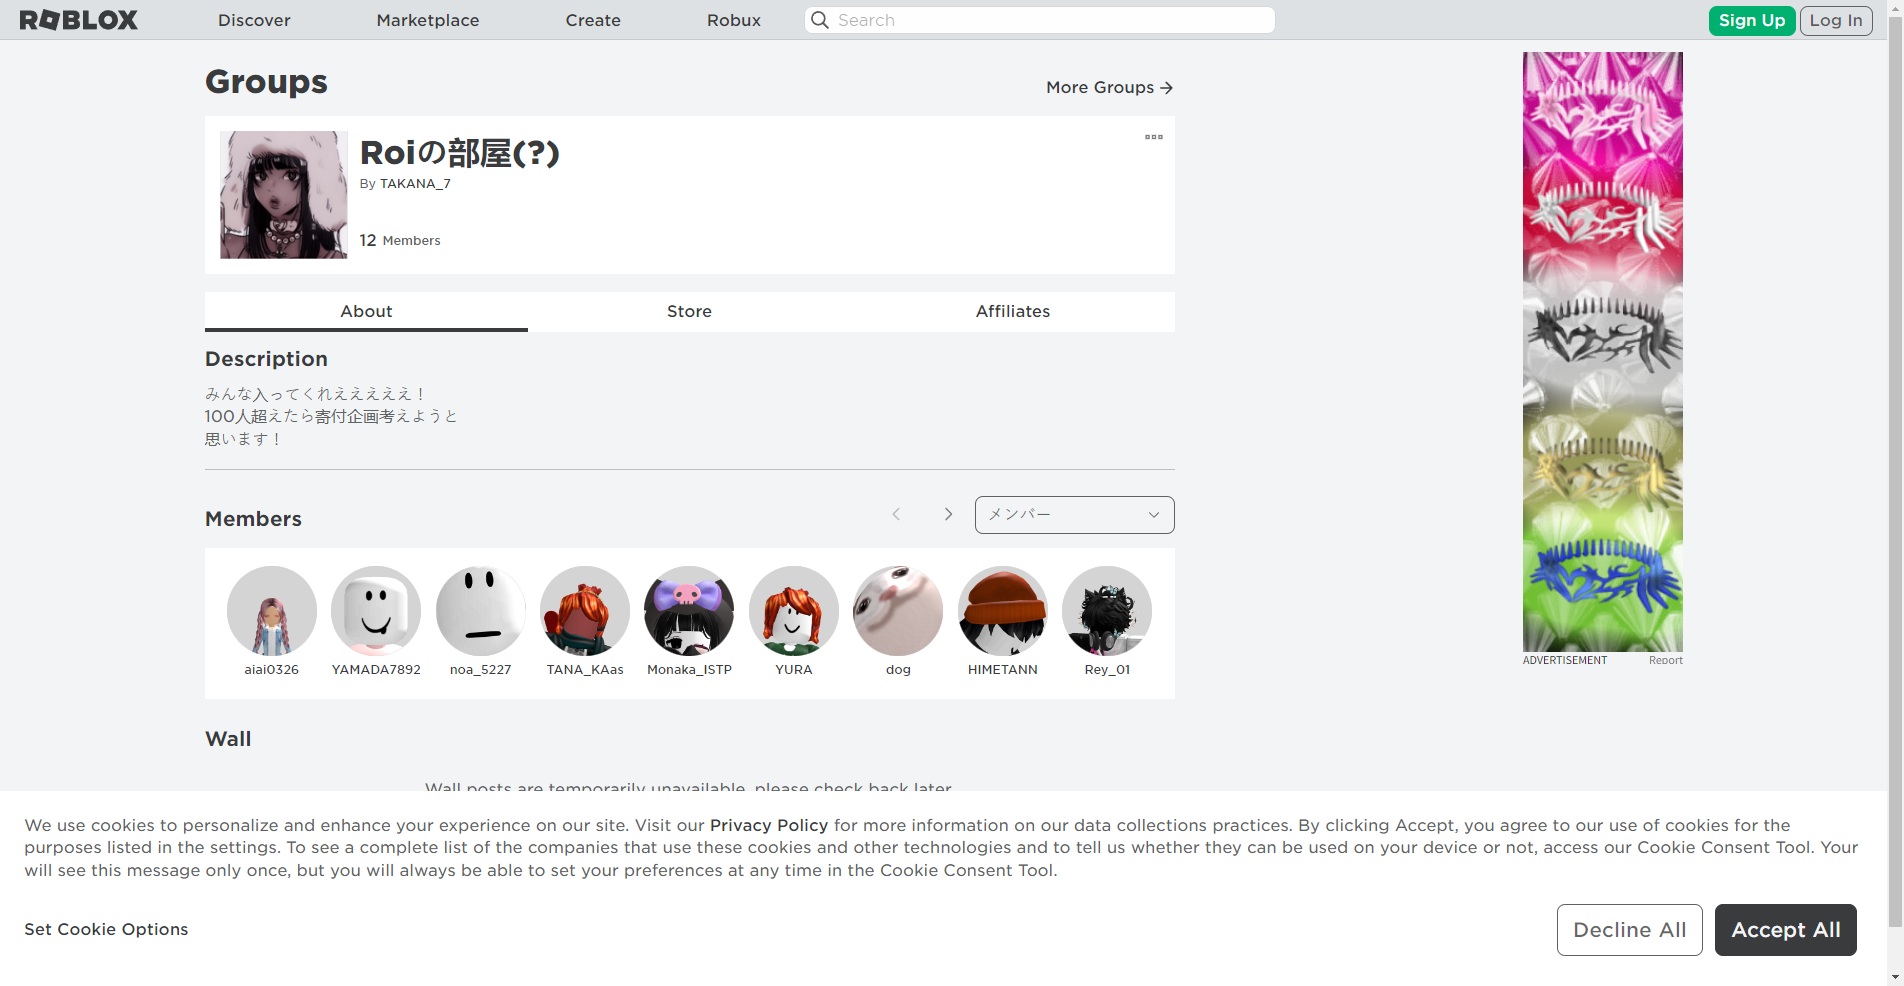 ROBLOX Discover Marketplace Create Robux Search Sign Up Log In
Groups
More Groups →
Roiの部屋(?)
By TAKANA_7
12 Members
About Store Affiliates
Description
みんな入ってくれえええええ！
100人超えたら寄付企画考えようと
思います！
Members
メンバー
aiai0326 YAMADA7892 noa_5227 TANA_KAas Monaka_ISTP YURA dog HIMETANN Rey_01
ADVERTISEMENT Report
Wall
Wall posts are temporarily unavailable, please check back later
We use cookies to personalize and enhance your experience on our site. Visit our Privacy Policy for more information on our data collections practices. By clicking Accept, you agree to our use of cookies for the
purposes listed in the settings. To see a complete list of the companies that use these cookies and other technologies and to tell us whether they can be used on your device or not, access our Cookie Consent Tool. Your
will see this message only once, but you will always be able to set your preferences at any time in the Cookie Consent Tool.
Set Cookie Options
Decline All
Accept All